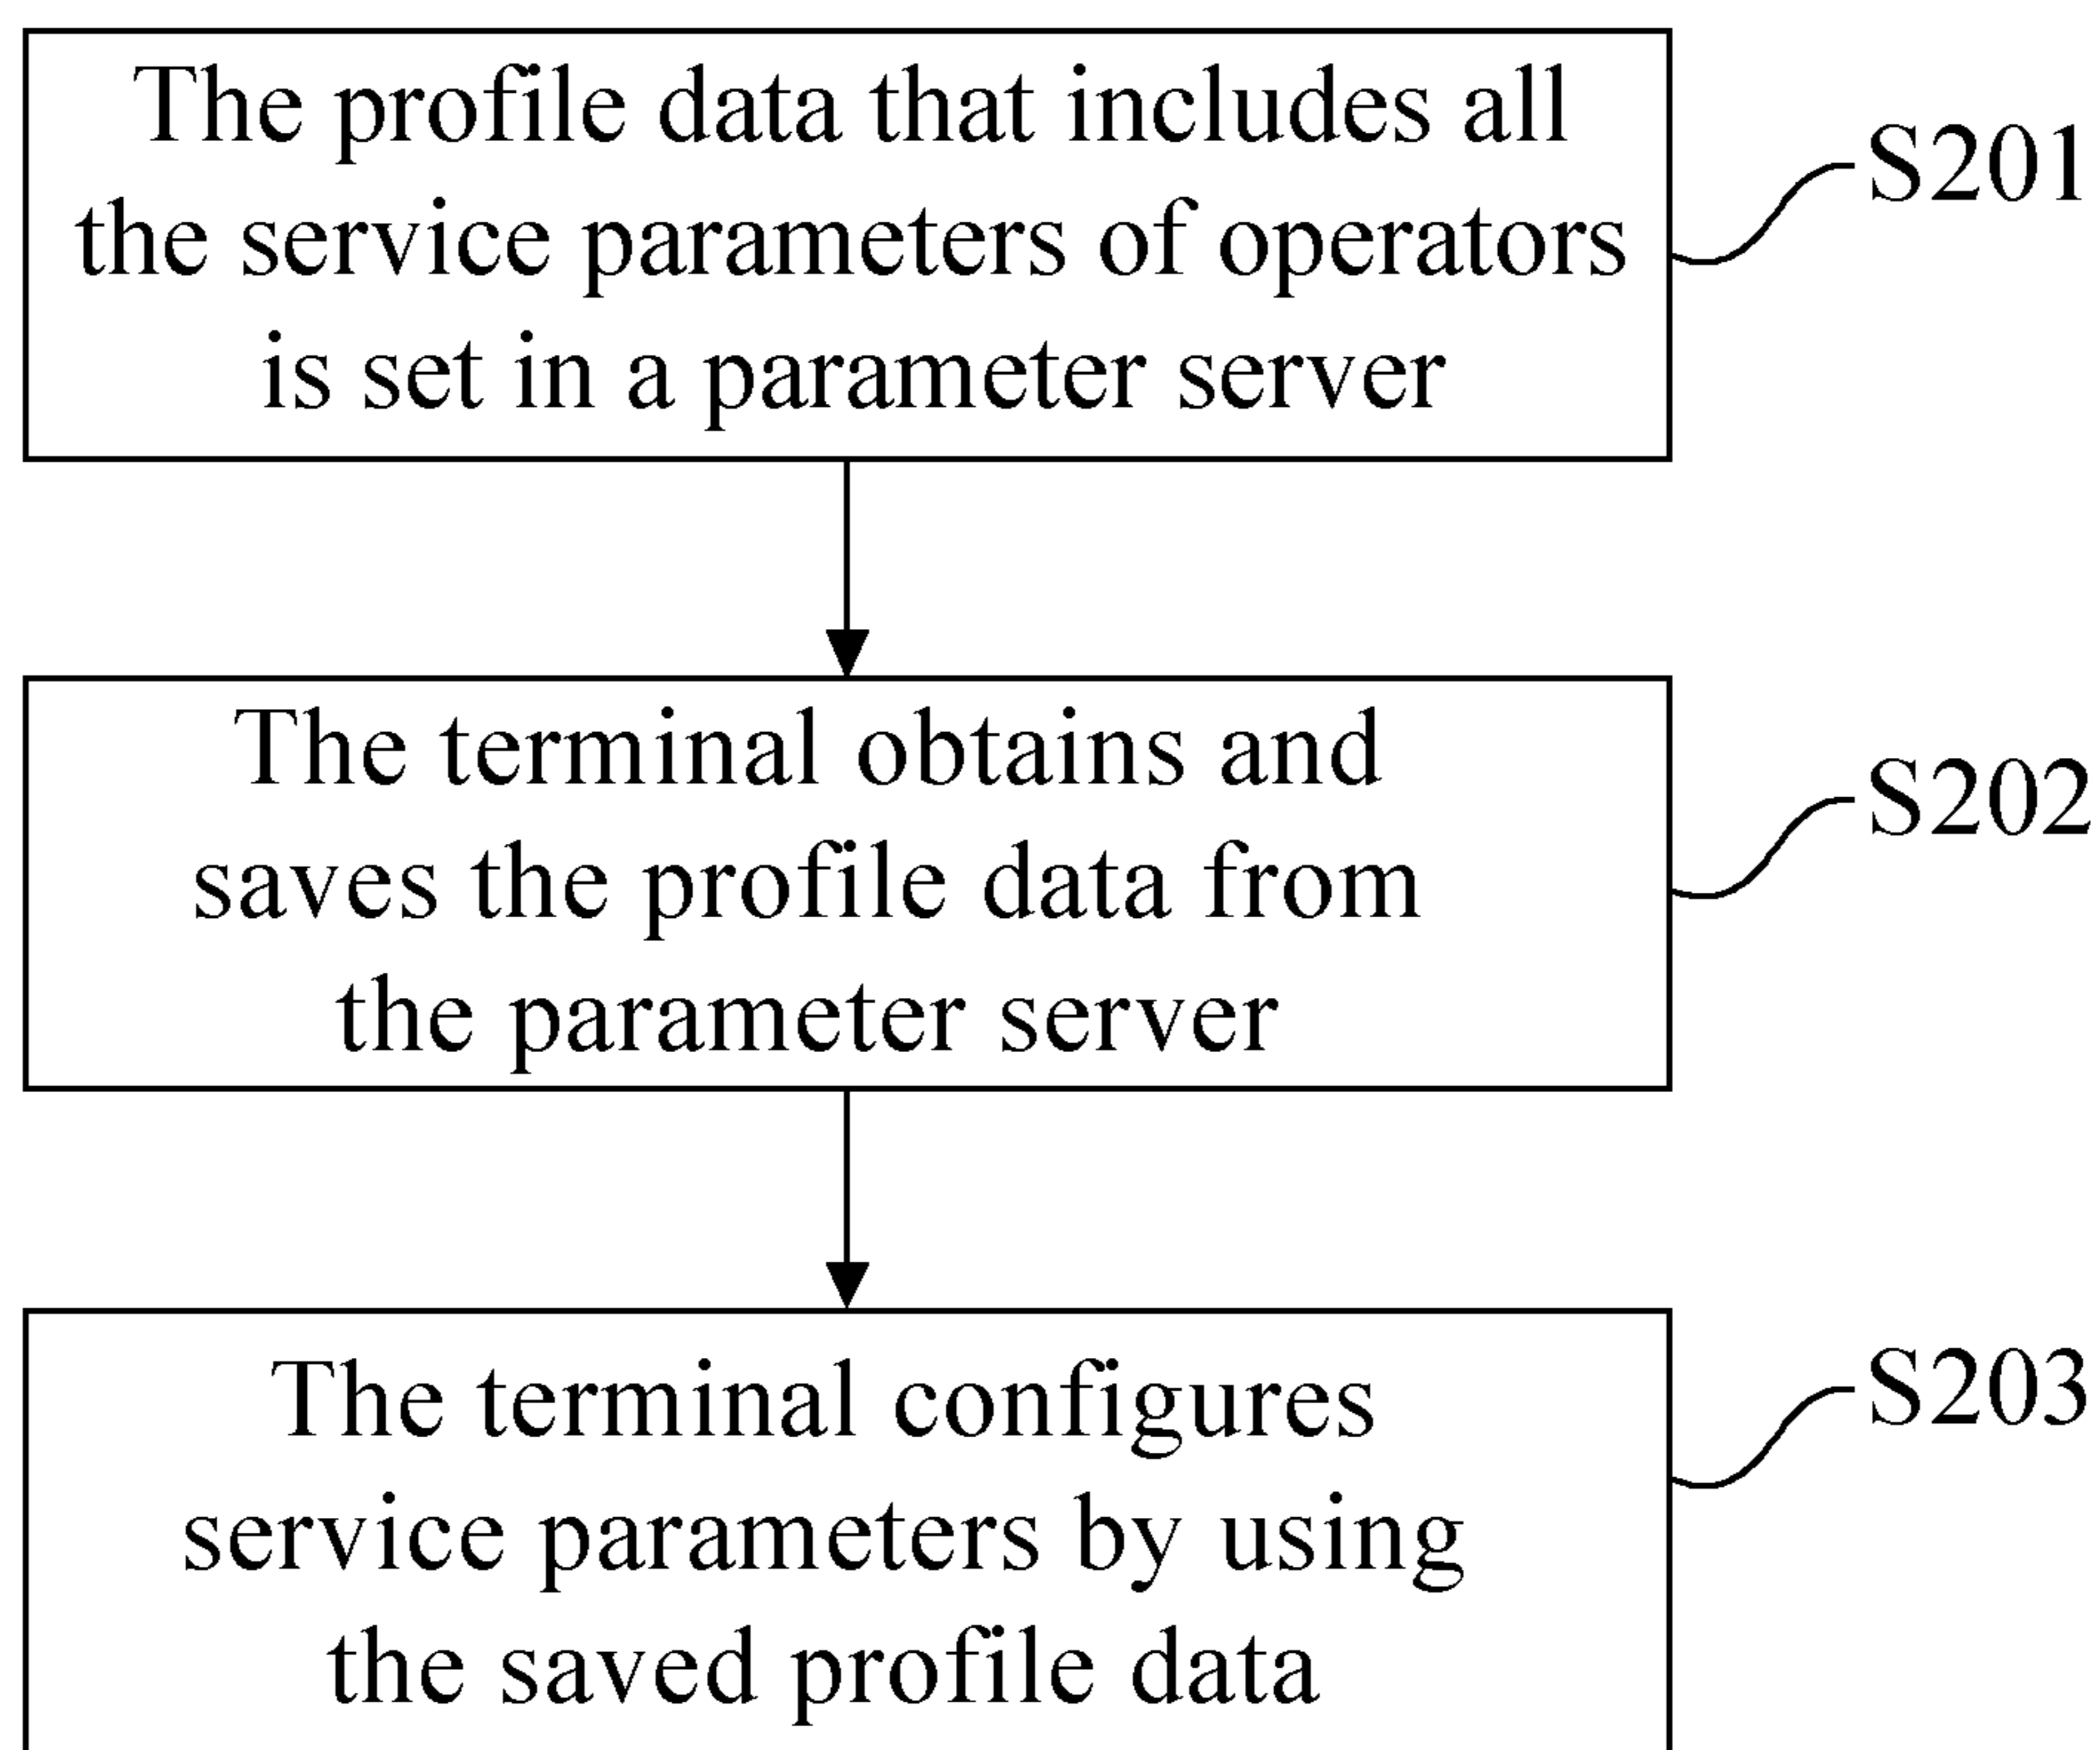 The profile data that includes all
the service parameters of operators
is set in a parameter server
S201
The terminal obtains and
saves the profile data from
the parameter server
S202
The terminal configures
service parameters by using
the saved profile data
S203